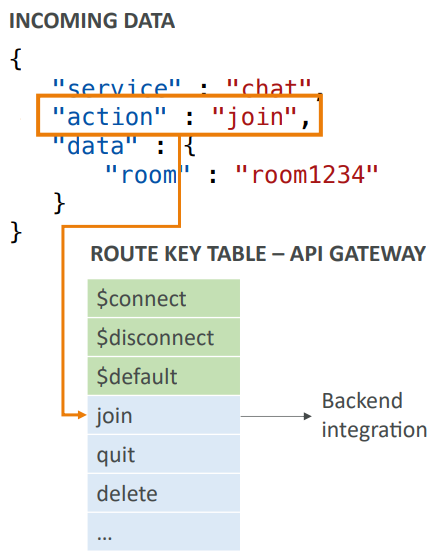 INCOMING DATA
{
"service" : "chat",
"action" : "join",
"data" : {
"room" : "room1234"
}
}
ROUTE KEY TABLE – API GATEWAY
$connect
$disconnect
$default
join
quit
delete
...
Backend
integration